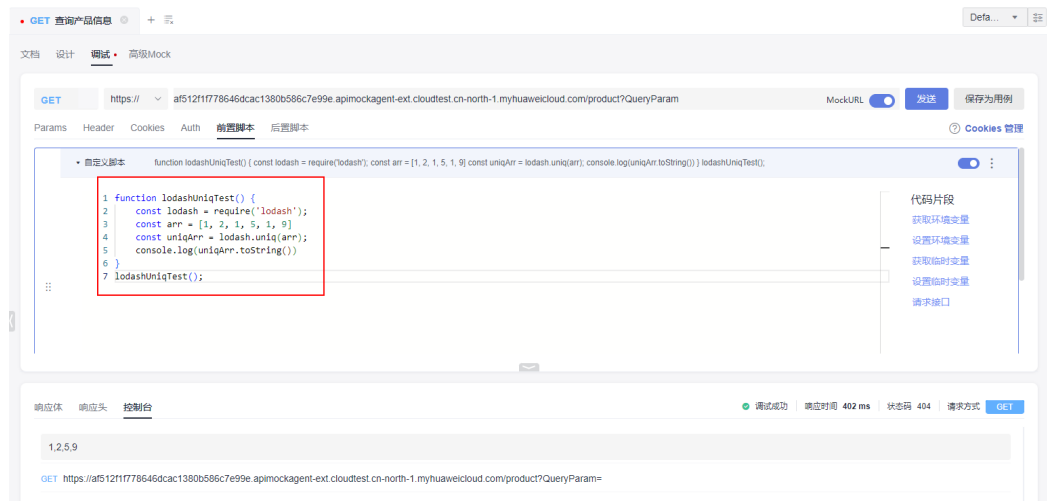 GET 查询产品信息
Defa...
文档 设计 调试 高级Mock
GET https:// af512f1f778646dcac1380b586c7e99e.apimockagent-ext.cloudtest.cn-north-1.myhuaweicloud.com/product?QueryParam MockURL 发送 保存为用例
Params Header Cookies Auth 前置脚本 后置脚本 Cookies 管理
自定义脚本 function lodashUniqTest() { const lodash = require('lodash'); const arr = [1, 2, 1, 5, 1, 9] const uniqArr = lodash.uniq(arr); console.log(uniqArr.toString()) } lodashUniqTest();
1 function lodashUniqTest() {
2 const lodash = require('lodash');
3 const arr = [1, 2, 1, 5, 1, 9]
4 const uniqArr = lodash.uniq(arr);
5 console.log(uniqArr.toString())
6 }
7 lodashUniqTest();
代码片段
获取环境变量
设置环境变量
获取临时变量
设置临时变量
请求接口
响应体 响应头 控制台 调试成功 响应时间 402 ms 状态码 404 请求方式 GET
1,2,5,9
GET https://af512f1f778646dcac1380b586c7e99e.apimockagent-ext.cloudtest.cn-north-1.myhuaweicloud.com/product?QueryParam=